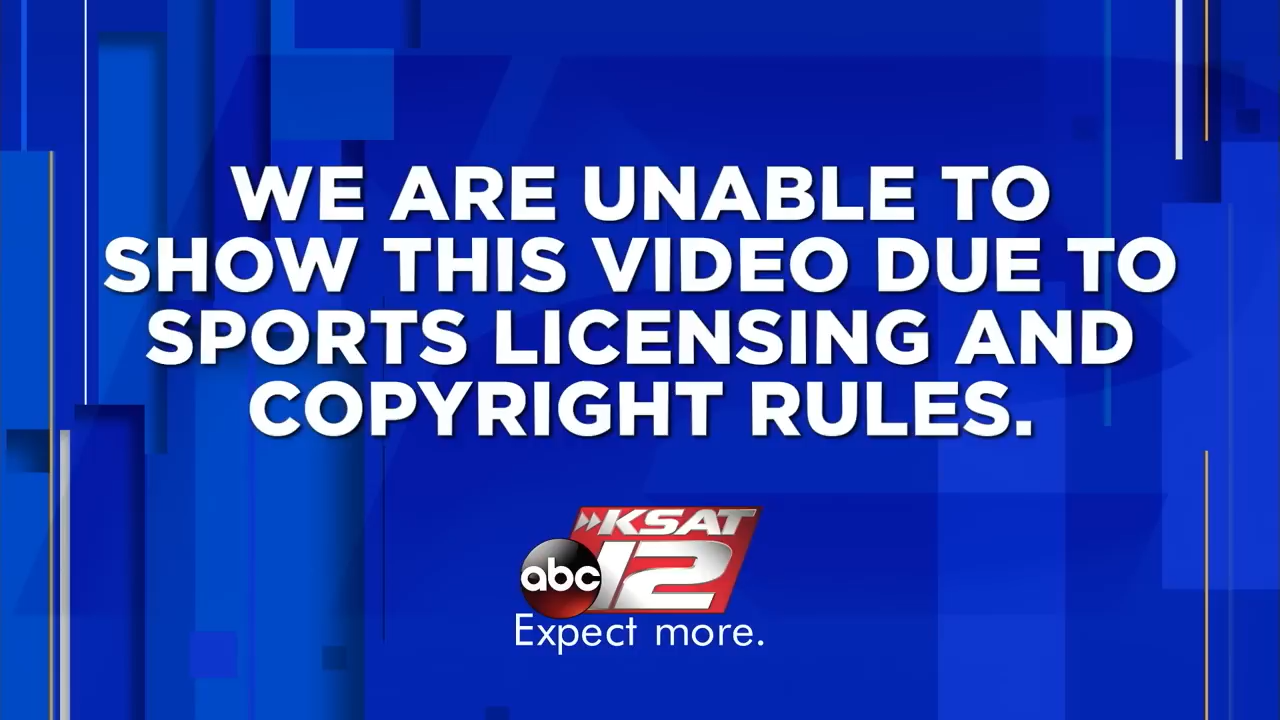 WE ARE UNABLE TO
SHOW THIS VIDEO DUE TO
SPORTS LICENSING AND
COPYRIGHT RULES.
KSAT
abc 12
Expect more.